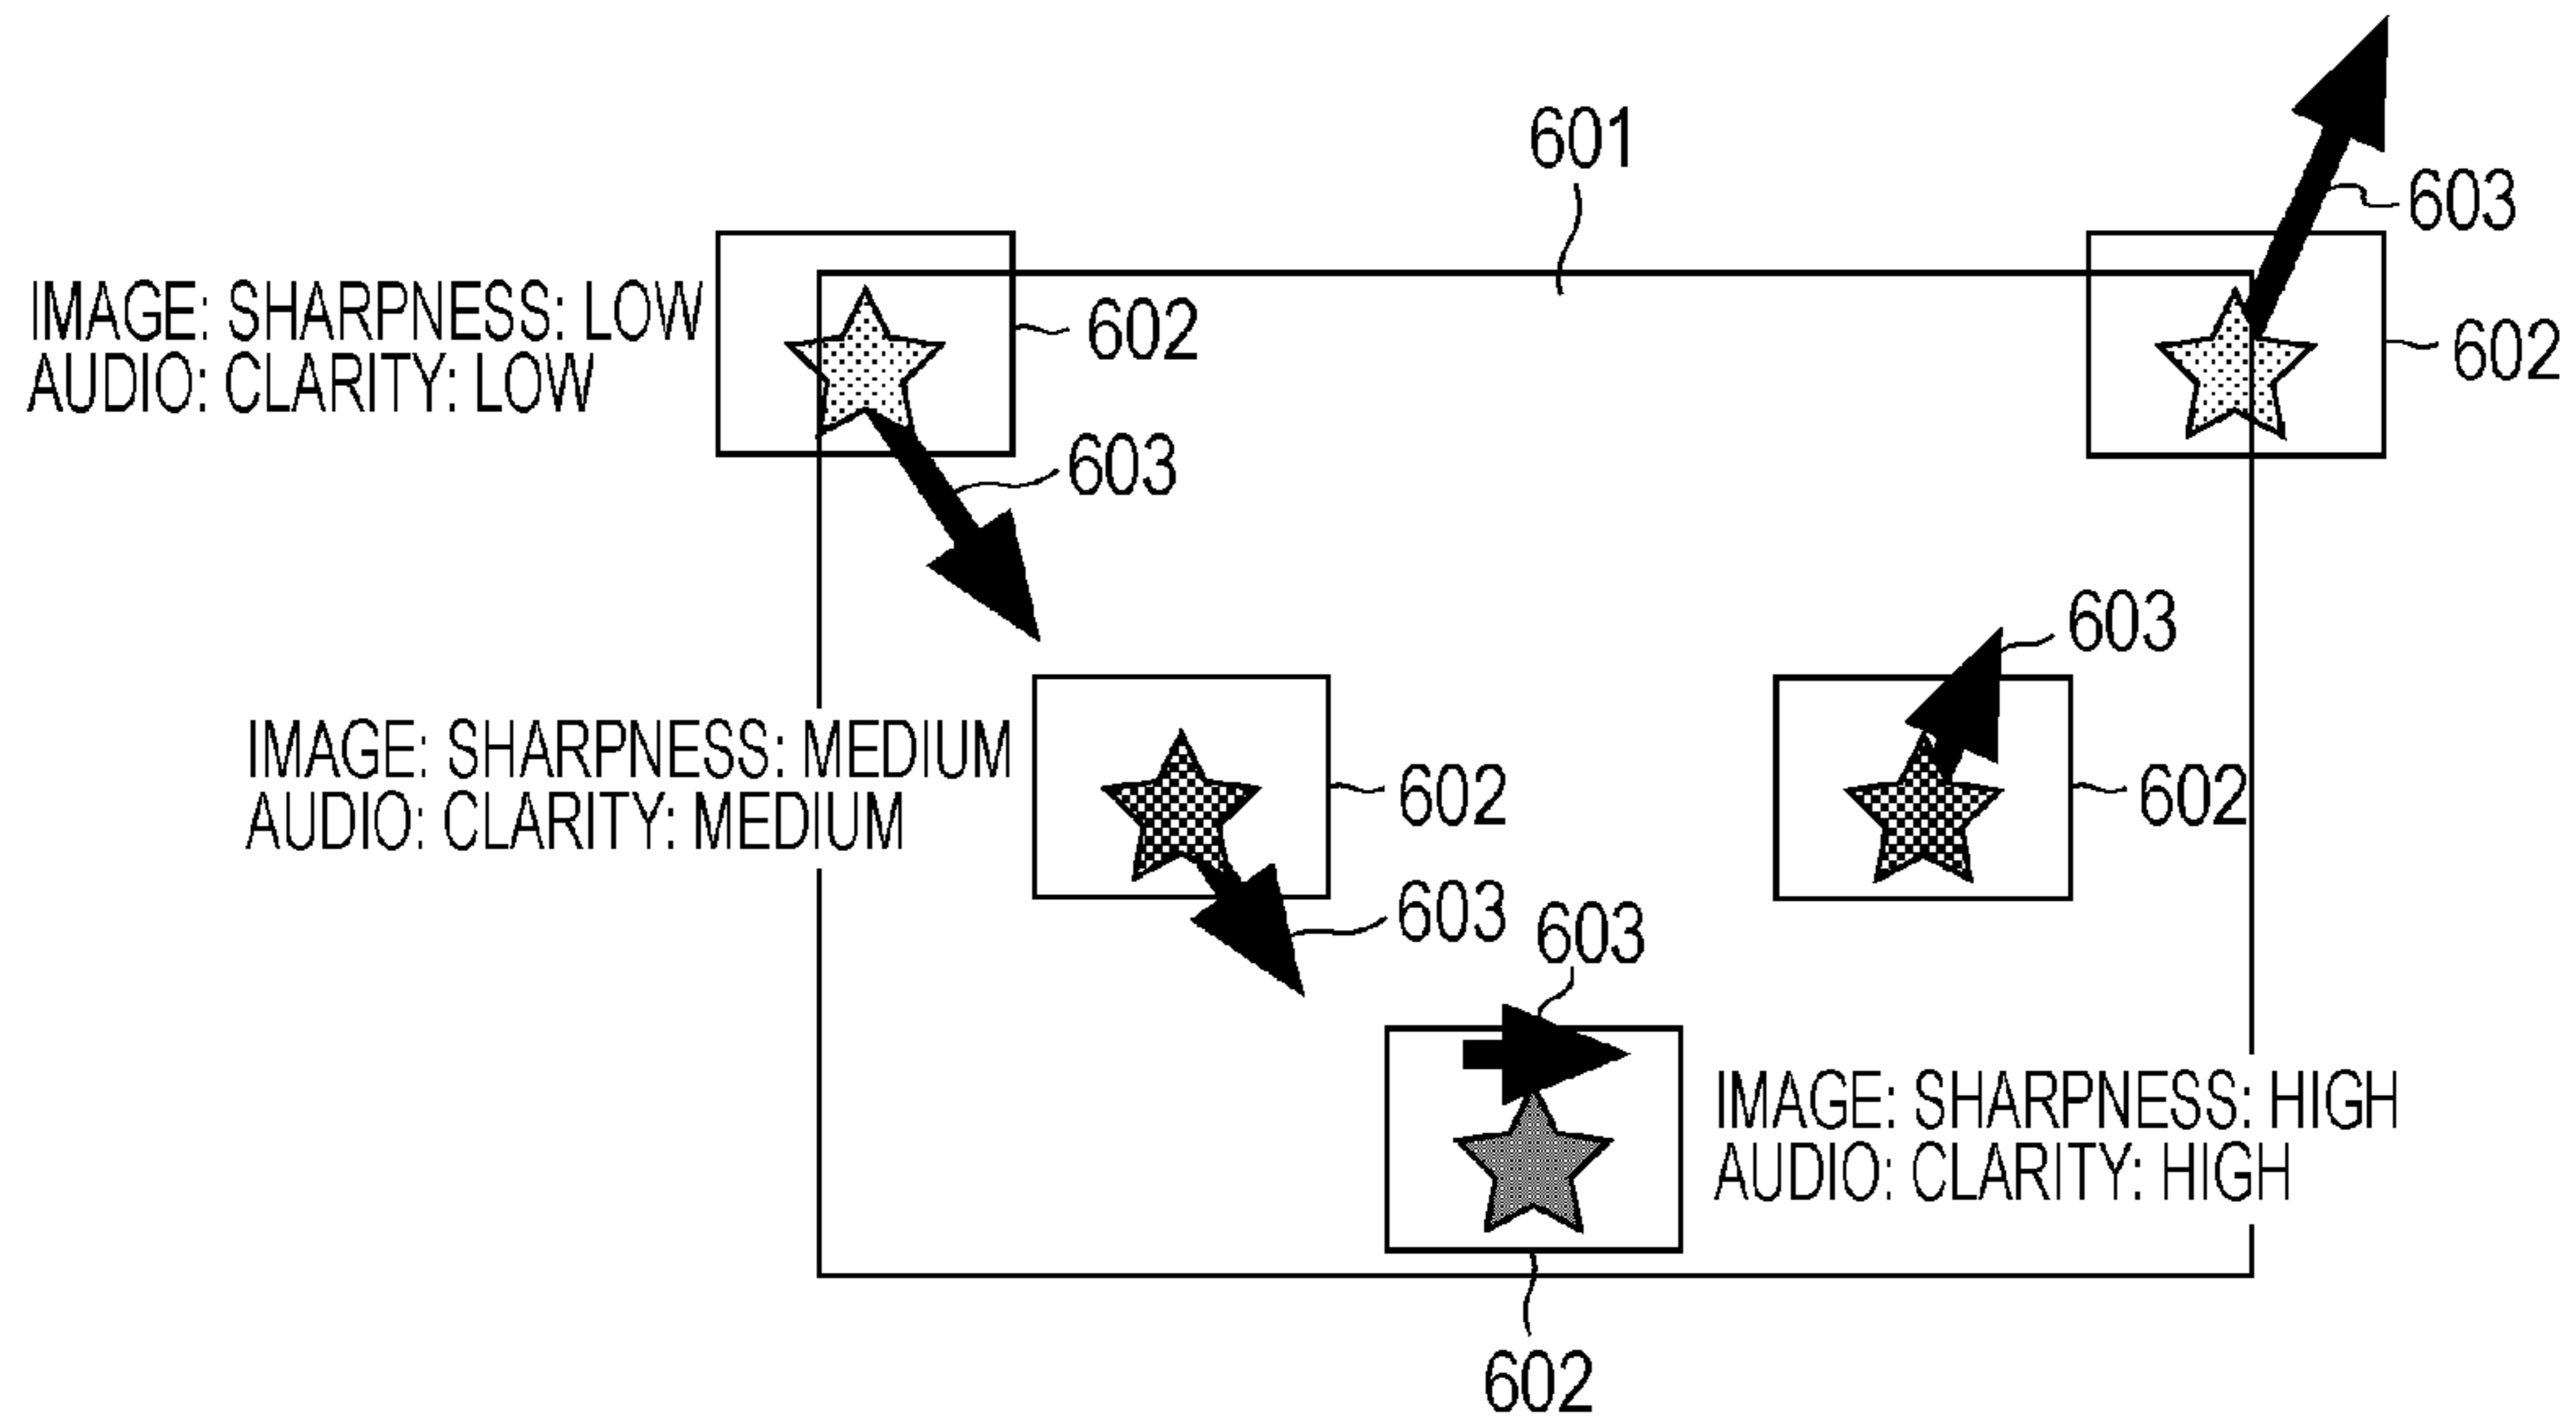 601
603
IMAGE: SHARPNESS: LOW
AUDIO: CLARITY: LOW
602
602
603
603
IMAGE: SHARPNESS: MEDIUM
AUDIO: CLARITY: MEDIUM
602
602
603
603
IMAGE: SHARPNESS: HIGH
AUDIO: CLARITY: HIGH
602